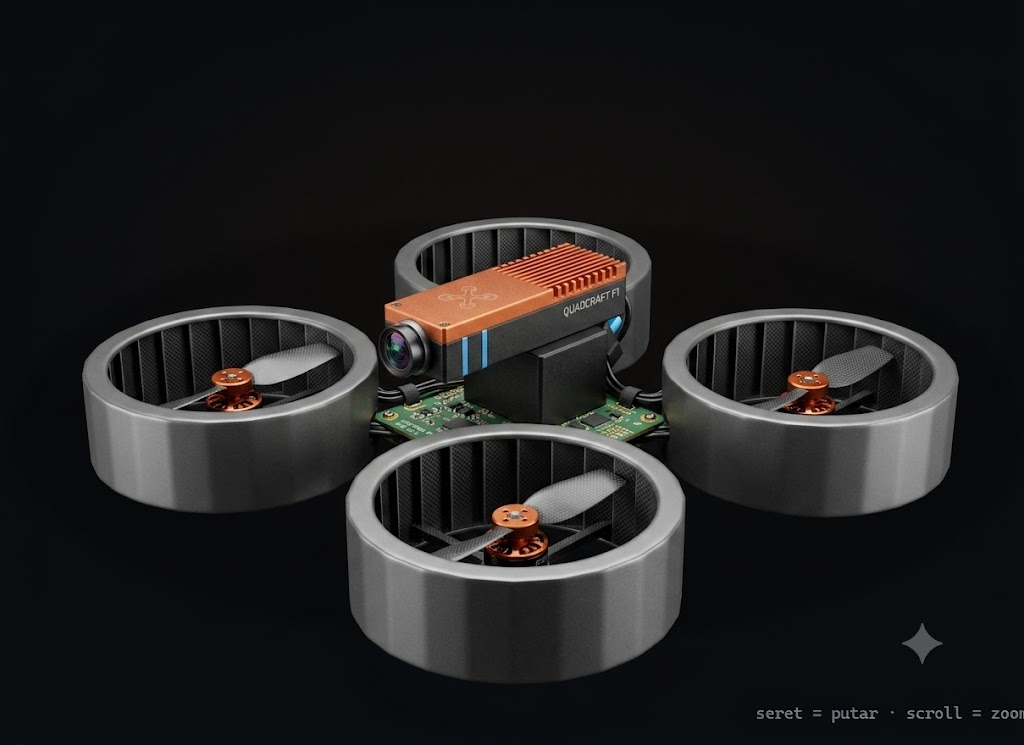 QUADCRAFT F1
seret = putar · scroll = zoom